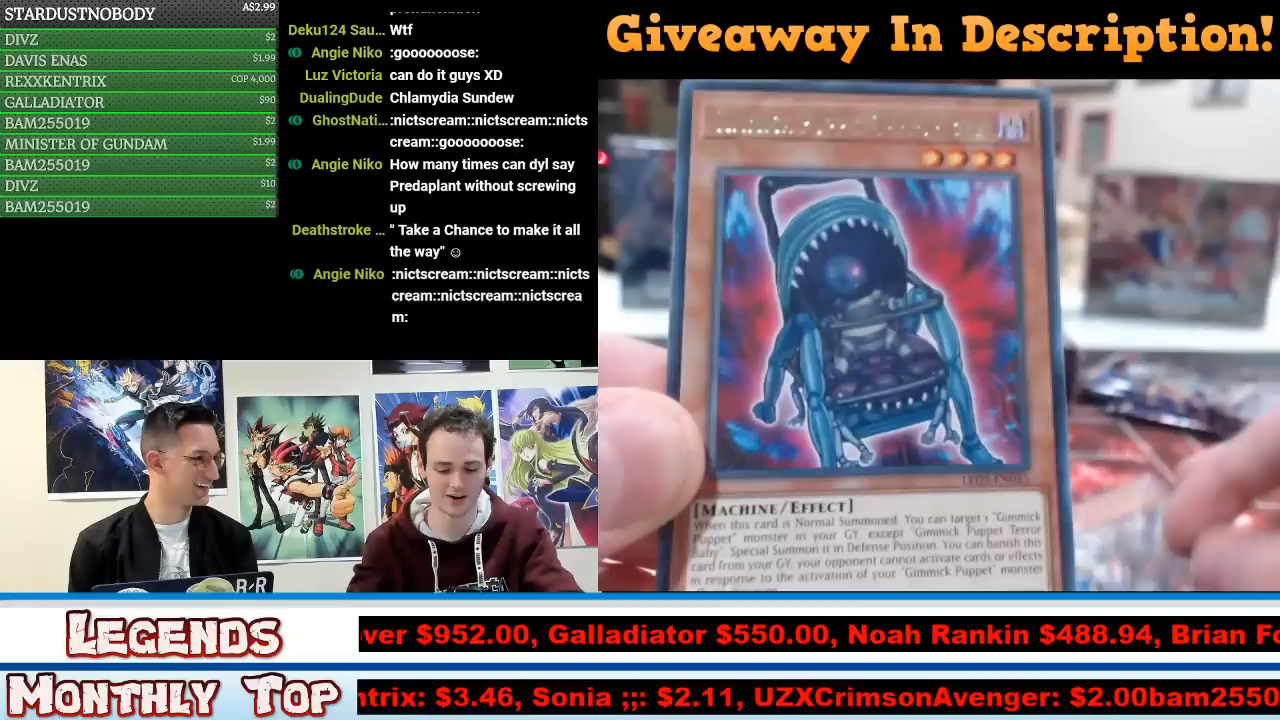 STARDUSTNOBODY A$2.99
DIVZ $2
DAVIS ENAS $1.99
REXXKENTRIX COP 4,000
GALLADIATOR $90
BAM255019 $2
MINISTER OF GUNDAM $1.99
BAM255019 $2
DIVZ $10
BAM255019 $2
Deku124 Sau... Wtf
Angie Niko :gooooooose:
Luz Victoria can do it guys XD
DualingDude Chlamydia Sundew
GhostNati... :nictscream::nictscream::nicts
cream::gooooooose:
Angie Niko How many times can dyl say
Predaplant without screwing
up
Deathstroke ... " Take a Chance to make it all
the way" ☺
Angie Niko :nictscream::nictscream::nicts
cream::nictscream::nictscrea
m:
Giveaway In Description!
[MACHINE/EFFECT]
When this card is Normal Summoned: You can target 1 "Gimmick
Puppet" monster in your GY, except "Gimmick Puppet Terror
Baby"; Special Summon it in Defense Position. You can banish this
card from your GY; your opponent cannot activate cards or effects
in response to the activation of your "Gimmick Puppet" monster
B-R
LEGENDS
ver $952.00, Galladiator $550.00, Noah Rankin $488.94, Brian Fo
MONTHLY TOP
ntrix: $3.46, Sonia ;;: $2.11, UZXCrimsonAvenger: $2.00bam2550